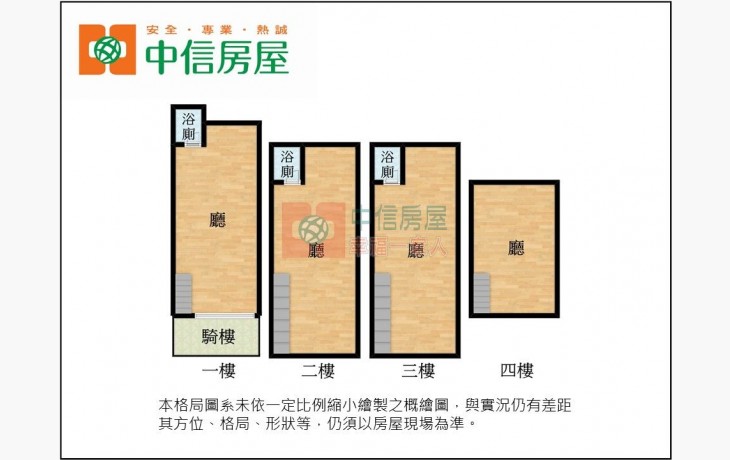 安全・專業・熱誠
中信房屋
浴廁
廳
騎樓
一樓
浴廁
廳
二樓
浴廁
廳
三樓
廳
四樓
中信房屋
幸福一家人
本格局圖系未依一定比例縮小繪製之概繪圖，與實況仍有差距
其方位、格局、形狀等，仍須以房屋現場為準。